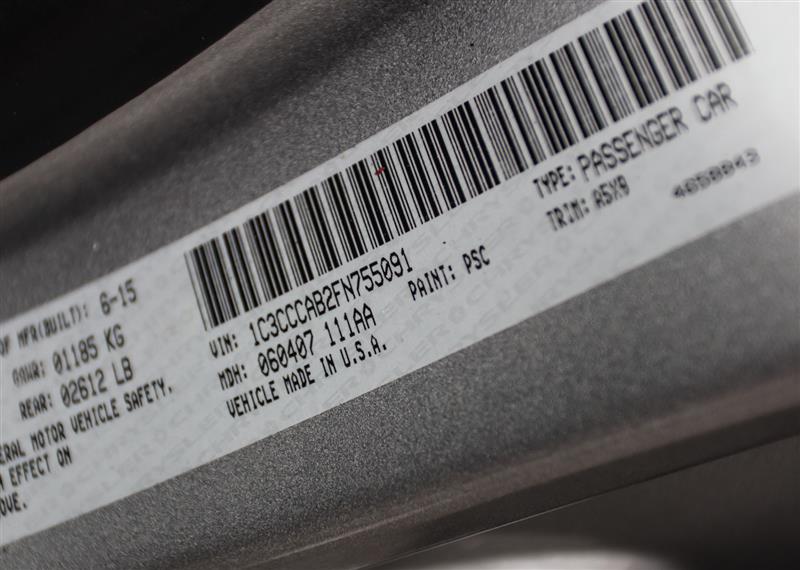 OF MFR(BUILT): 6-15
GAWR: 01185 KG
REAR: 02612 LB
ERAL MOTOR VEHICLE SAFETY.
EFFECT ON
OVE.
VIN: 1C3CCCAB2FN755091
MDH: 060407 111AA
VEHICLE MADE IN U.S.A.
PAINT: PSC
TYPE: PASSENGER CAR
TRIM: A5X9